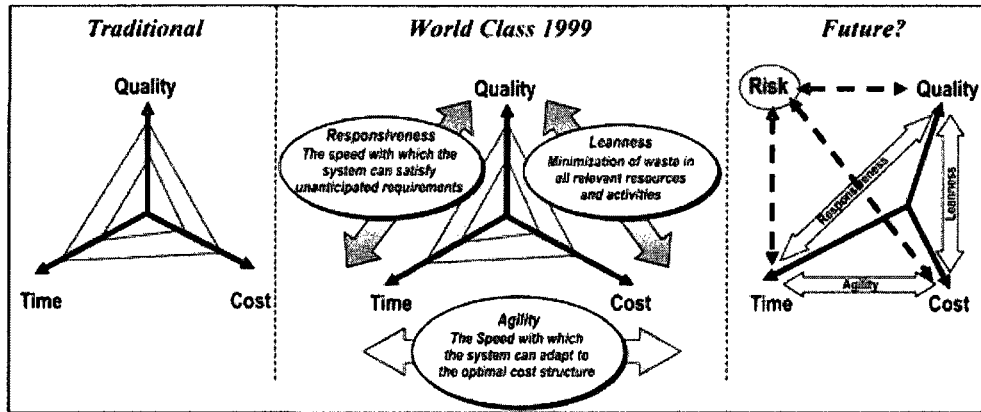 Traditional
Quality
Time
Cost
World Class 1999
Quality
Responsiveness
The speed with which the
system can satisfy
unanticipated requirements
Leanness
Minimization of waste in
all relevant resources
and activities
Time
Cost
Agility
The Speed with which
the system can adapt to
the optimal cost structure
Future?
Risk
Quality
Responsiveness
Leanness
Agility
Time
Cost